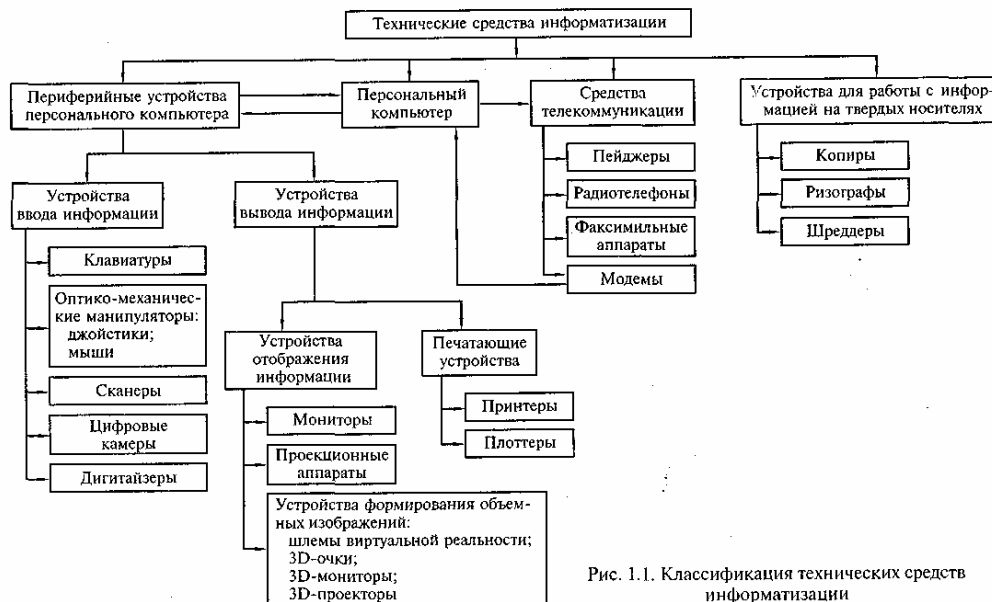 Технические средства информатизации
Периферийные устройства
персонального компьютера
Персональный
компьютер
Средства
телекоммуникации
Устройства для работы с инфор-
мацией на твердых носителях
Пейджеры
Радиотелефоны
Факсимильные
аппараты
Модемы
Копиры
Ризографы
Шреддеры
Устройства
ввода информации
Устройства
вывода информации
Клавиатуры
Оптико-механичес-
кие манипуляторы:
джойстики;
мыши
Сканеры
Цифровые
камеры
Дигитайзеры
Устройства
отображения
информации
Печатающие
устройства
Мониторы
Проекционные
аппараты
Устройства формирования объем-
ных изображений:
шлемы виртуальной реальности;
3D-очки;
3D-мониторы;
3D-проекторы
Принтеры
Плоттеры
Рис. 1.1. Классификация технических средств
информатизации